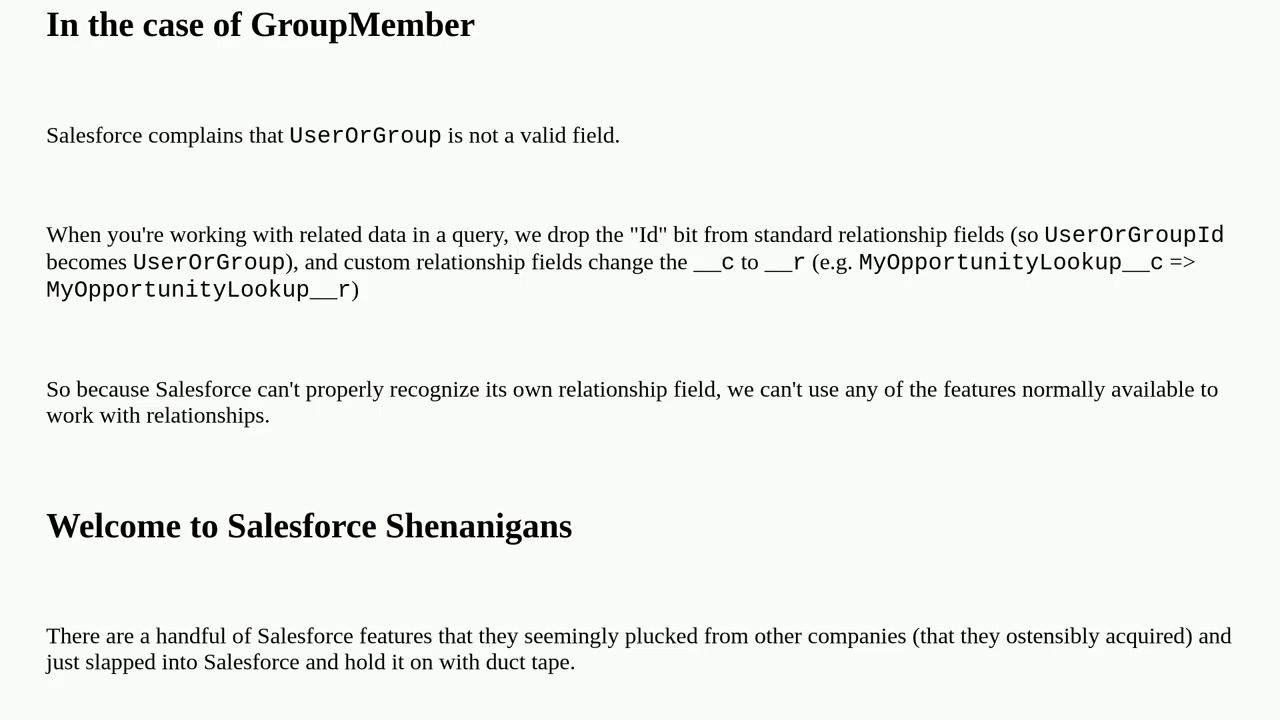 In the case of GroupMember
Salesforce complains that UserOrGroup is not a valid field.
When you're working with related data in a query, we drop the "Id" bit from standard relationship fields (so UserOrGroupId
becomes UserOrGroup), and custom relationship fields change the __c to __r (e.g. MyOpportunityLookup__c =>
MyOpportunityLookup__r)
So because Salesforce can't properly recognize its own relationship field, we can't use any of the features normally available to
work with relationships.
Welcome to Salesforce Shenanigans
There are a handful of Salesforce features that they seemingly plucked from other companies (that they ostensibly acquired) and
just slapped into Salesforce and hold it on with duct tape.